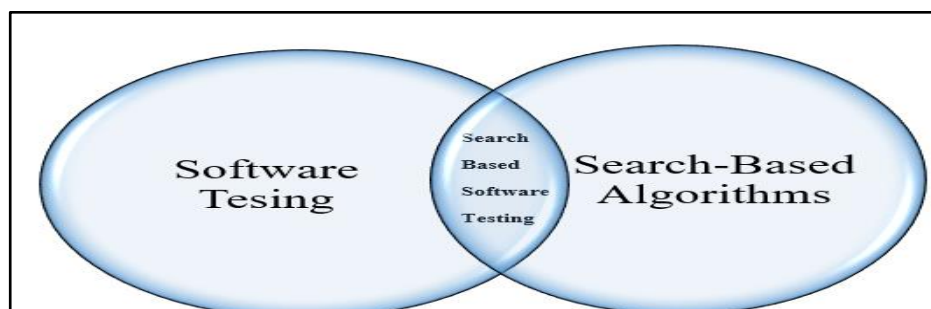 Software
Tesing
Search
Based
Software
Testing
Search-Based
Algorithms